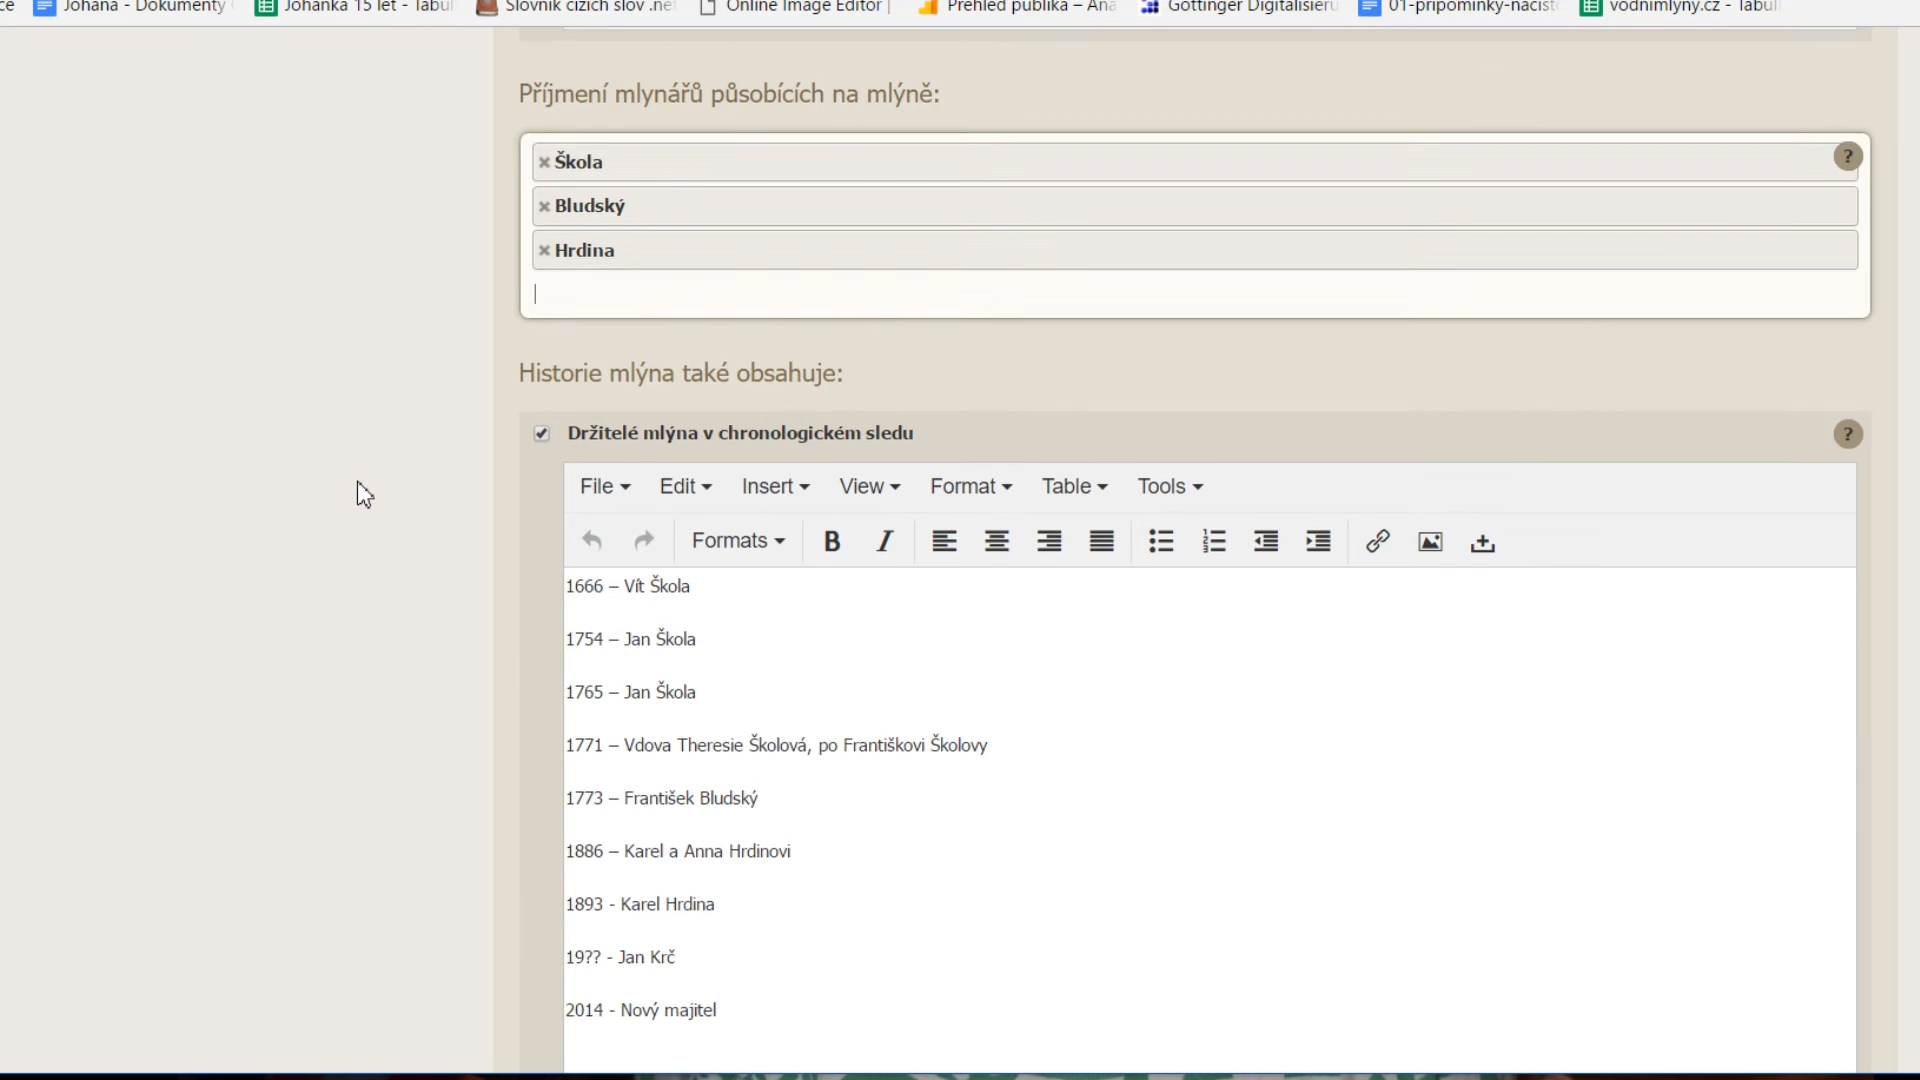 Johana - Dokumenty
Johanka 15 let - Tabul
Slovník cizích slov .net
Online Image Editor |
Přehled publika – Ana
Göttinger Digitalisieru
01-pripominky-nacist
vodnimlyny.cz - Tabul
Příjmení mlynářů působících na mlýně:
Škola
?
Bludský
Hrdina
Historie mlýna také obsahuje:
Držitelé mlýna v chronologickém sledu
?
File Edit Insert View Format Table Tools
Formats B I
1666 – Vít Škola
1754 – Jan Škola
1765 – Jan Škola
1771 – Vdova Theresie Školová, po Františkovi Školovy
1773 – František Bludský
1886 – Karel a Anna Hrdinovi
1893 - Karel Hrdina
19?? - Jan Krč
2014 - Nový majitel